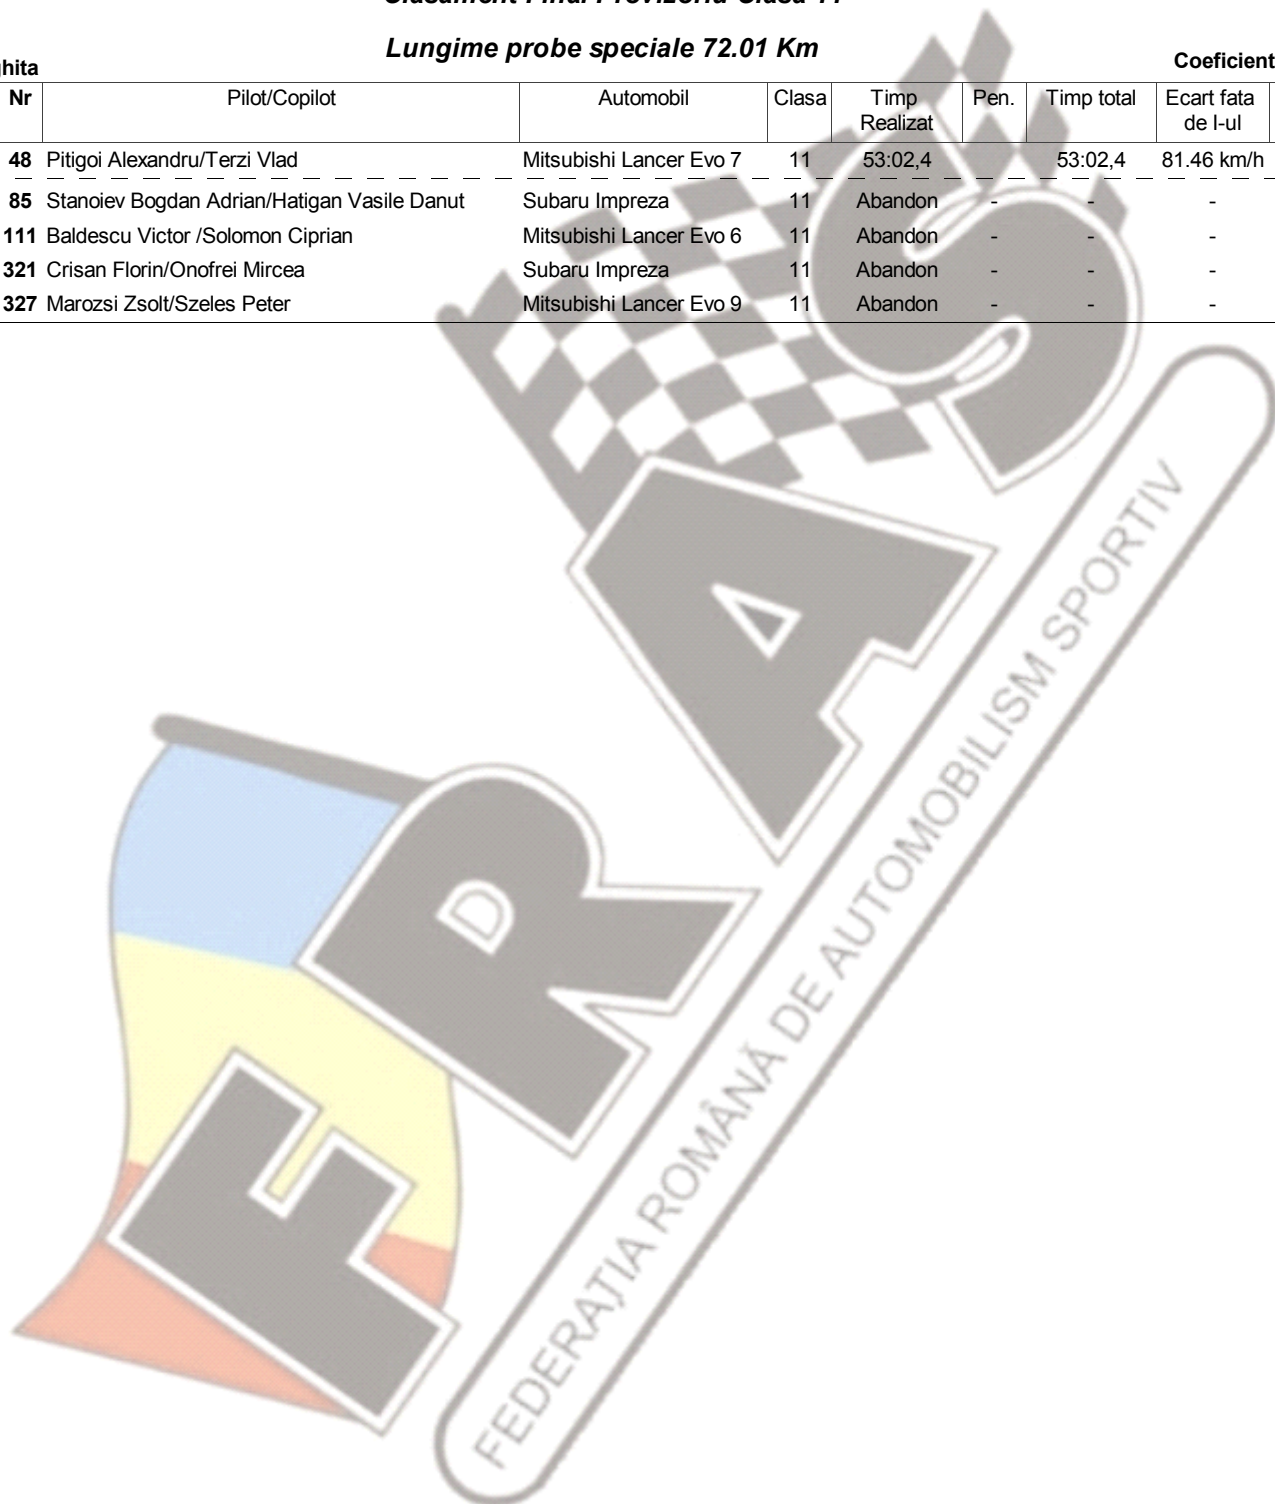 Lungime probe speciale 72.01 Km
Coeficient
Nr Pilot/Copilot Automobil Clasa Timp Realizat Pen. Timp total Ecart fata de l-ul
48 Pitigoi Alexandru/Terzi Vlad Mitsubishi Lancer Evo 7 11 53:02,4 53:02,4 81.46 km/h
85 Stanoiev Bogdan Adrian/Hatigan Vasile Danut Subaru Impreza 11 Abandon - - -
111 Baldescu Victor /Solomon Ciprian Mitsubishi Lancer Evo 6 11 Abandon - - -
321 Crisan Florin/Onofrei Mircea Subaru Impreza 11 Abandon - - -
327 Marozsi Zsolt/Szeles Peter Mitsubishi Lancer Evo 9 11 Abandon - - -
FRAS
FEDERAȚIA ROMÂNĂ DE AUTOMOBILISM SPORTIV